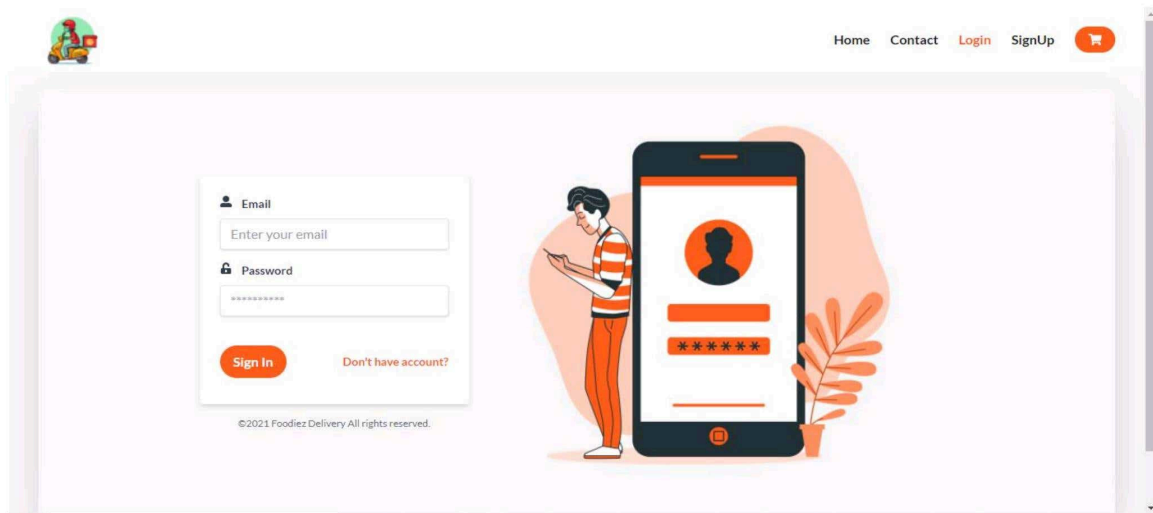 Home Contact Login SignUp
Email
Enter your email
Password
**********
Sign In Don't have account?
©2021 Foodiez Delivery All rights reserved.
******